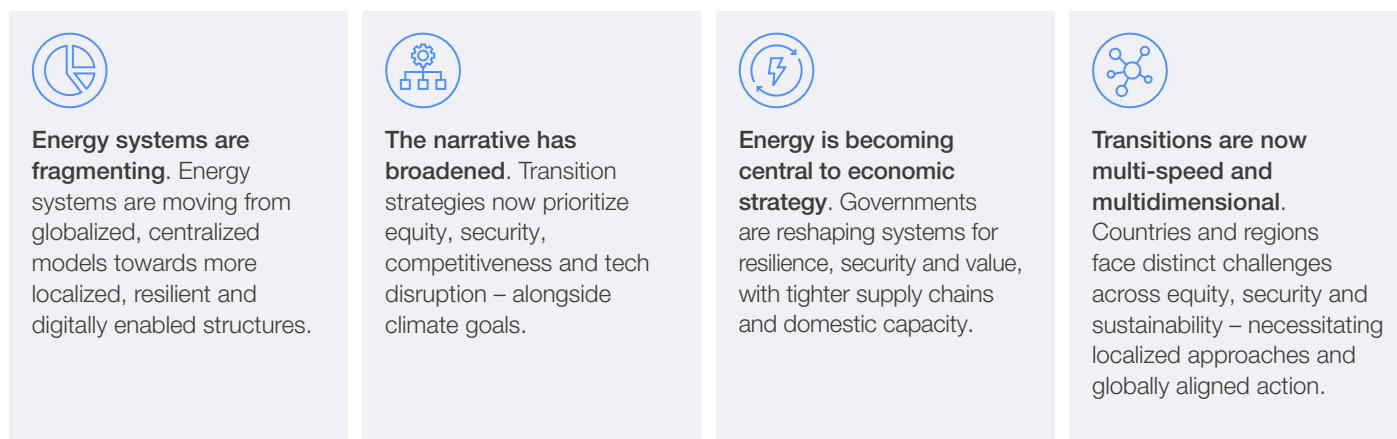 Energy systems are
fragmenting. Energy
systems are moving from
globalized, centralized
models towards more
localized, resilient and
digitally enabled structures.
The narrative has
broadened. Transition
strategies now prioritize
equity, security,
competitiveness and tech
disruption – alongside
climate goals.
Energy is becoming
central to economic
strategy. Governments
are reshaping systems for
resilience, security and value,
with tighter supply chains
and domestic capacity.
Transitions are now
multi-speed and
multidimensional.
Countries and regions
face distinct challenges
across equity, security and
sustainability – necessitating
localized approaches and
globally aligned action.